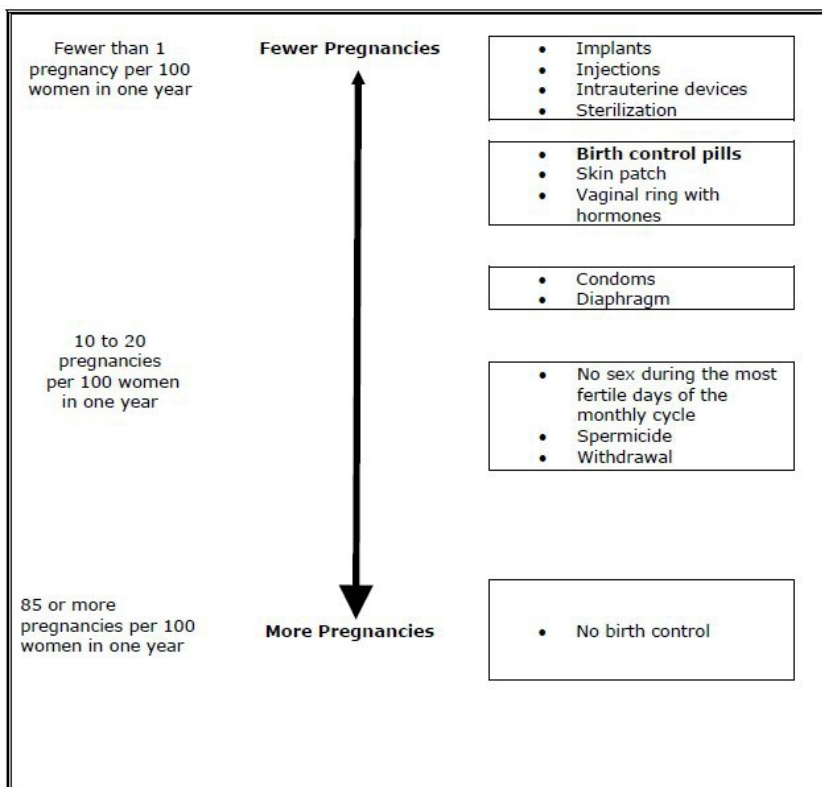 Fewer than 1
pregnancy per 100
women in one year
Fewer Pregnancies
• Implants
• Injections
• Intrauterine devices
• Sterilization
• Birth control pills
• Skin patch
• Vaginal ring with
hormones
• Condoms
• Diaphragm
10 to 20
pregnancies
per 100 women
in one year
• No sex during the most
fertile days of the
monthly cycle
• Spermicide
• Withdrawal
85 or more
pregnancies per 100
women in one year
More Pregnancies
• No birth control